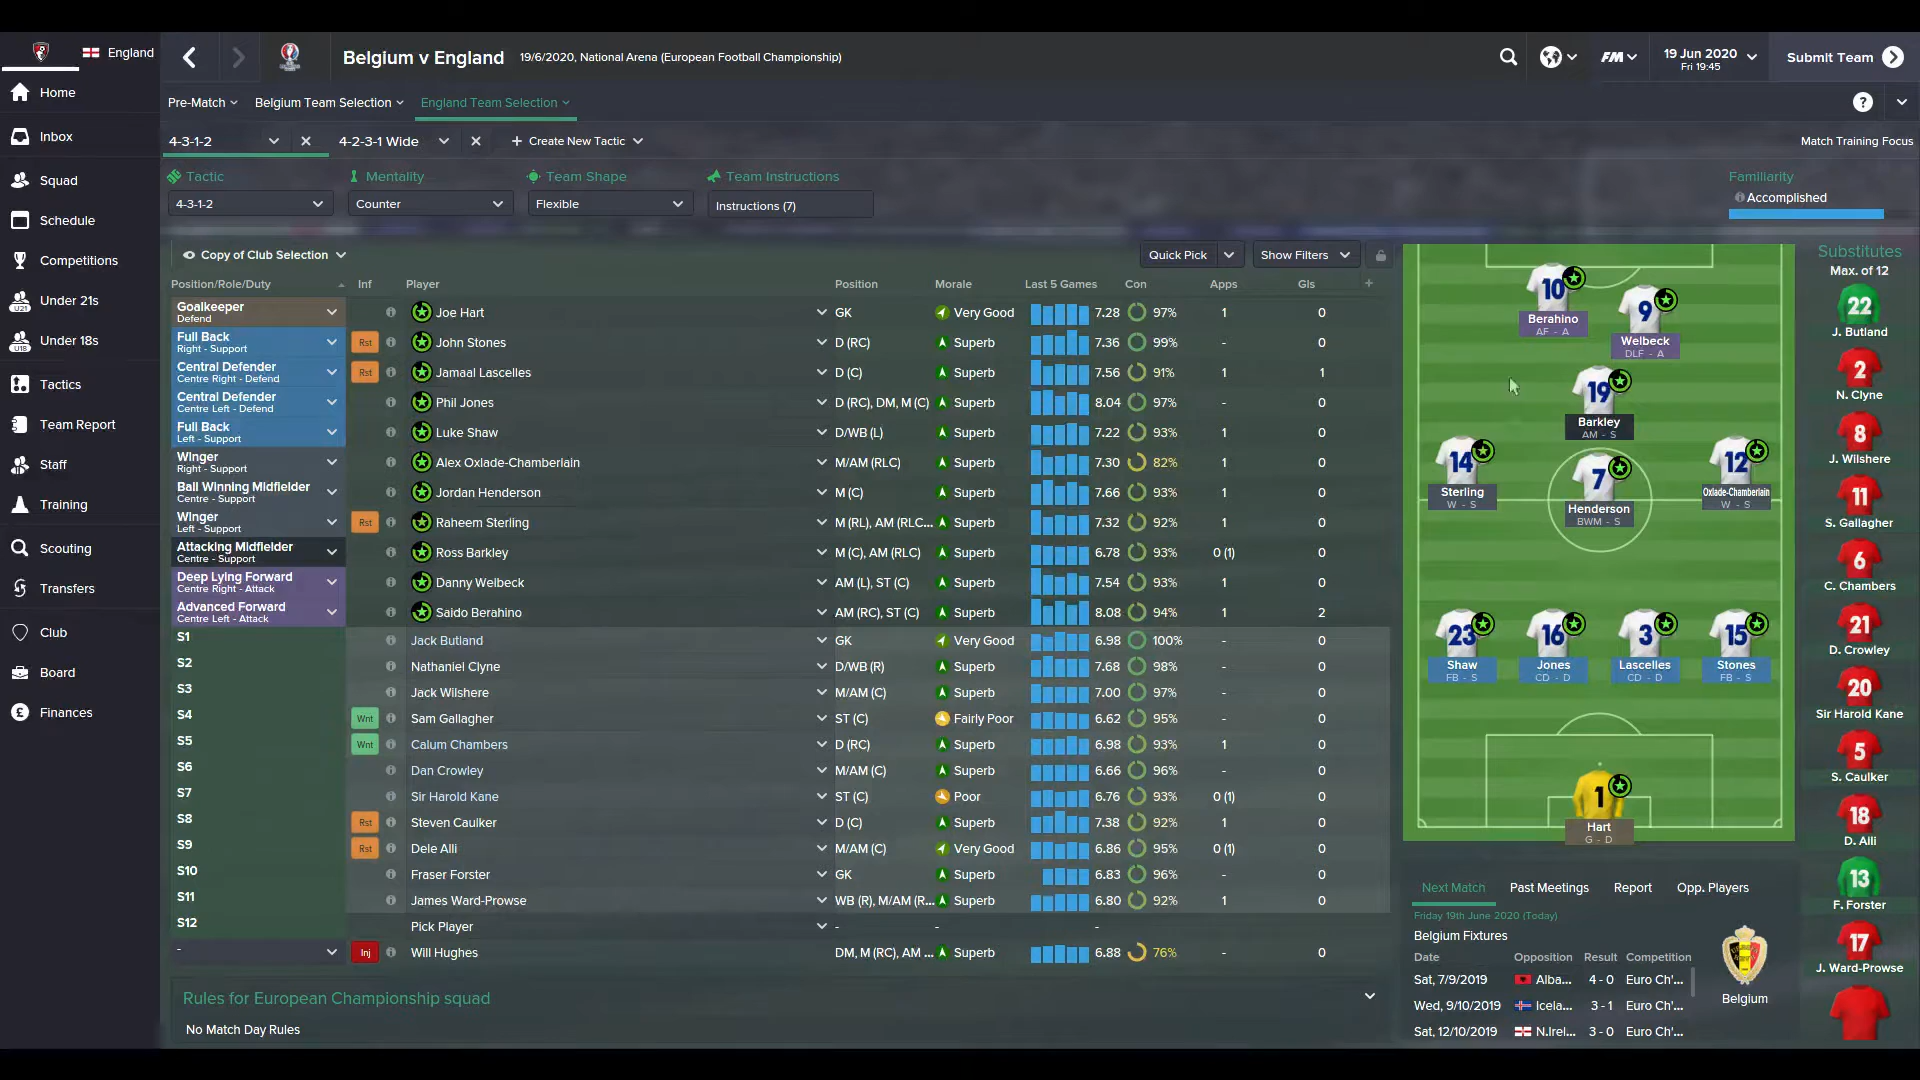 England
Belgium v England
19/6/2020, National Arena (European Football Championship)
FM
19 Jun 2020
Fri 19:45
Submit Team
Home
Inbox
Squad
Schedule
Competitions
Under 21s
U21
Under 18s
U18
Tactics
Team Report
Staff
Training
Scouting
Transfers
Club
Board
Finances
Pre-Match
Belgium Team Selection
England Team Selection
?
4-3-1-2
4-2-3-1 Wide
+ Create New Tactic
Match Training Focus
Tactic
4-3-1-2
Mentality
Counter
Team Shape
Flexible
Team Instructions
Instructions (7)
Familiarity
Accomplished
Copy of Club Selection
Quick Pick
Show Filters
Position/Role/Duty Inf Player Position Morale Last 5 Games Con Apps Gls +
Goalkeeper
Defend
Joe Hart GK Very Good 7.28 97% 1 0
Full Back
Right - Support
Rst John Stones D (RC) Superb 7.36 99% - 0
Central Defender
Centre Right - Defend
Rst Jamaal Lascelles D (C) Superb 7.56 91% 1 1
Central Defender
Centre Left - Defend
Phil Jones D (RC), DM, M (C) Superb 8.04 97% - 0
Full Back
Left - Support
Luke Shaw D/WB (L) Superb 7.22 93% 1 0
Winger
Right - Support
Alex Oxlade-Chamberlain M/AM (RLC) Superb 7.30 82% 1 0
Ball Winning Midfielder
Centre - Support
Jordan Henderson M (C) Superb 7.66 93% 1 0
Winger
Left - Support
Rst Raheem Sterling M (RL), AM (RLC... Superb 7.32 92% 1 0
Attacking Midfielder
Centre - Support
Ross Barkley M (C), AM (RLC) Superb 6.78 93% 0 (1) 0
Deep Lying Forward
Centre Right - Attack
Danny Welbeck AM (L), ST (C) Superb 7.54 93% 1 0
Advanced Forward
Centre Left - Attack
Saido Berahino AM (RC), ST (C) Superb 8.08 94% 1 2
S1 Jack Butland GK Very Good 6.98 100% - 0
S2 Nathaniel Clyne D/WB (R) Superb 7.68 98% - 0
S3 Jack Wilshere M/AM (C) Superb 7.00 97% - 0
S4 Wnt Sam Gallagher ST (C) Fairly Poor 6.62 95% - 0
S5 Wnt Calum Chambers D (RC) Superb 6.98 93% 1 0
S6 Dan Crowley M/AM (C) Superb 6.66 96% - 0
S7 Sir Harold Kane ST (C) Poor 6.76 93% 0 (1) 0
S8 Rst Steven Caulker D (C) Superb 7.38 92% 1 0
S9 Rst Dele Alli M/AM (C) Very Good 6.86 95% 0 (1) 0
S10 Fraser Forster GK Superb 6.83 96% - 0
S11 James Ward-Prowse WB (R), M/AM (R... Superb 6.80 92% 1 0
S12 Pick Player - - -
- Inj Will Hughes DM, M (RC), AM ... Superb 6.88 76% - 0
Rules for European Championship squad
No Match Day Rules
10
Berahino
AF - A
9
Welbeck
DLF - A
19
Barkley
AM - S
14
Sterling
W - S
7
Henderson
BWM - S
12
Oxlade-Chamberlain
W - S
23
Shaw
FB - S
16
Jones
CD - D
3
Lascelles
CD - D
15
Stones
FB - S
1
Hart
G - D
Substitutes
Max. of 12
22
J. Butland
2
N. Clyne
8
J. Wilshere
11
S. Gallagher
6
C. Chambers
21
D. Crowley
20
Sir Harold Kane
5
S. Caulker
18
D. Alli
13
F. Forster
17
J. Ward-Prowse
Next Match
Past Meetings
Report
Opp. Players
Friday 19th June 2020 (Today)
Belgium Fixtures
Date Opposition Result Competition
Sat, 7/9/2019 Alba... 4 - 0 Euro Ch'...
Wed, 9/10/2019 Icela... 3 - 1 Euro Ch'...
Sat, 12/10/2019 N.Irel... 3 - 0 Euro Ch'...
Belgium